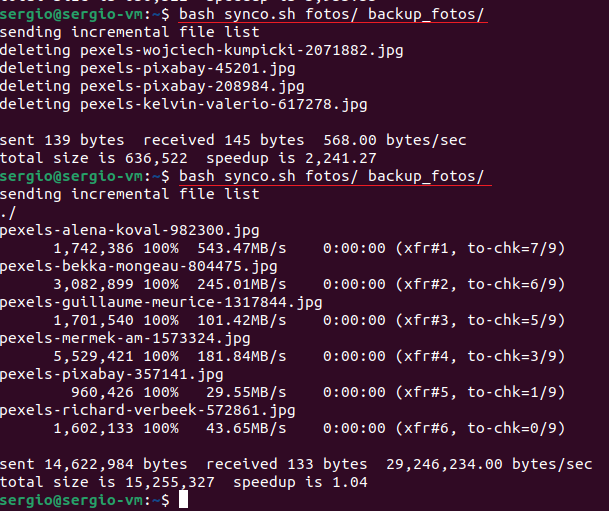 sergio@sergio-vm:~$ bash synco.sh fotos/ backup_fotos/
sending incremental file list
deleting pexels-wojciech-kumpicki-2071882.jpg
deleting pexels-pixabay-45201.jpg
deleting pexels-pixabay-208984.jpg
deleting pexels-kelvin-valerio-617278.jpg

sent 139 bytes  received 145 bytes  568.00 bytes/sec
total size is 636,522  speedup is 2,241.27
sergio@sergio-vm:~$ bash synco.sh fotos/ backup_fotos/
sending incremental file list
./
pexels-alena-koval-982300.jpg
      1,742,386 100%  543.47MB/s    0:00:00 (xfr#1, to-chk=7/9)
pexels-bekka-mongeau-804475.jpg
      3,082,899 100%  245.01MB/s    0:00:00 (xfr#2, to-chk=6/9)
pexels-guillaume-meurice-1317844.jpg
      1,701,540 100%  101.42MB/s    0:00:00 (xfr#3, to-chk=5/9)
pexels-mermek-am-1573324.jpg
      5,529,421 100%  181.84MB/s    0:00:00 (xfr#4, to-chk=3/9)
pexels-pixabay-357141.jpg
        960,426 100%   29.55MB/s    0:00:00 (xfr#5, to-chk=1/9)
pexels-richard-verbeek-572861.jpg
      1,602,133 100%   43.65MB/s    0:00:00 (xfr#6, to-chk=0/9)

sent 14,622,984 bytes  received 133 bytes  29,246,234.00 bytes/sec
total size is 15,255,327  speedup is 1.04
sergio@sergio-vm:~$